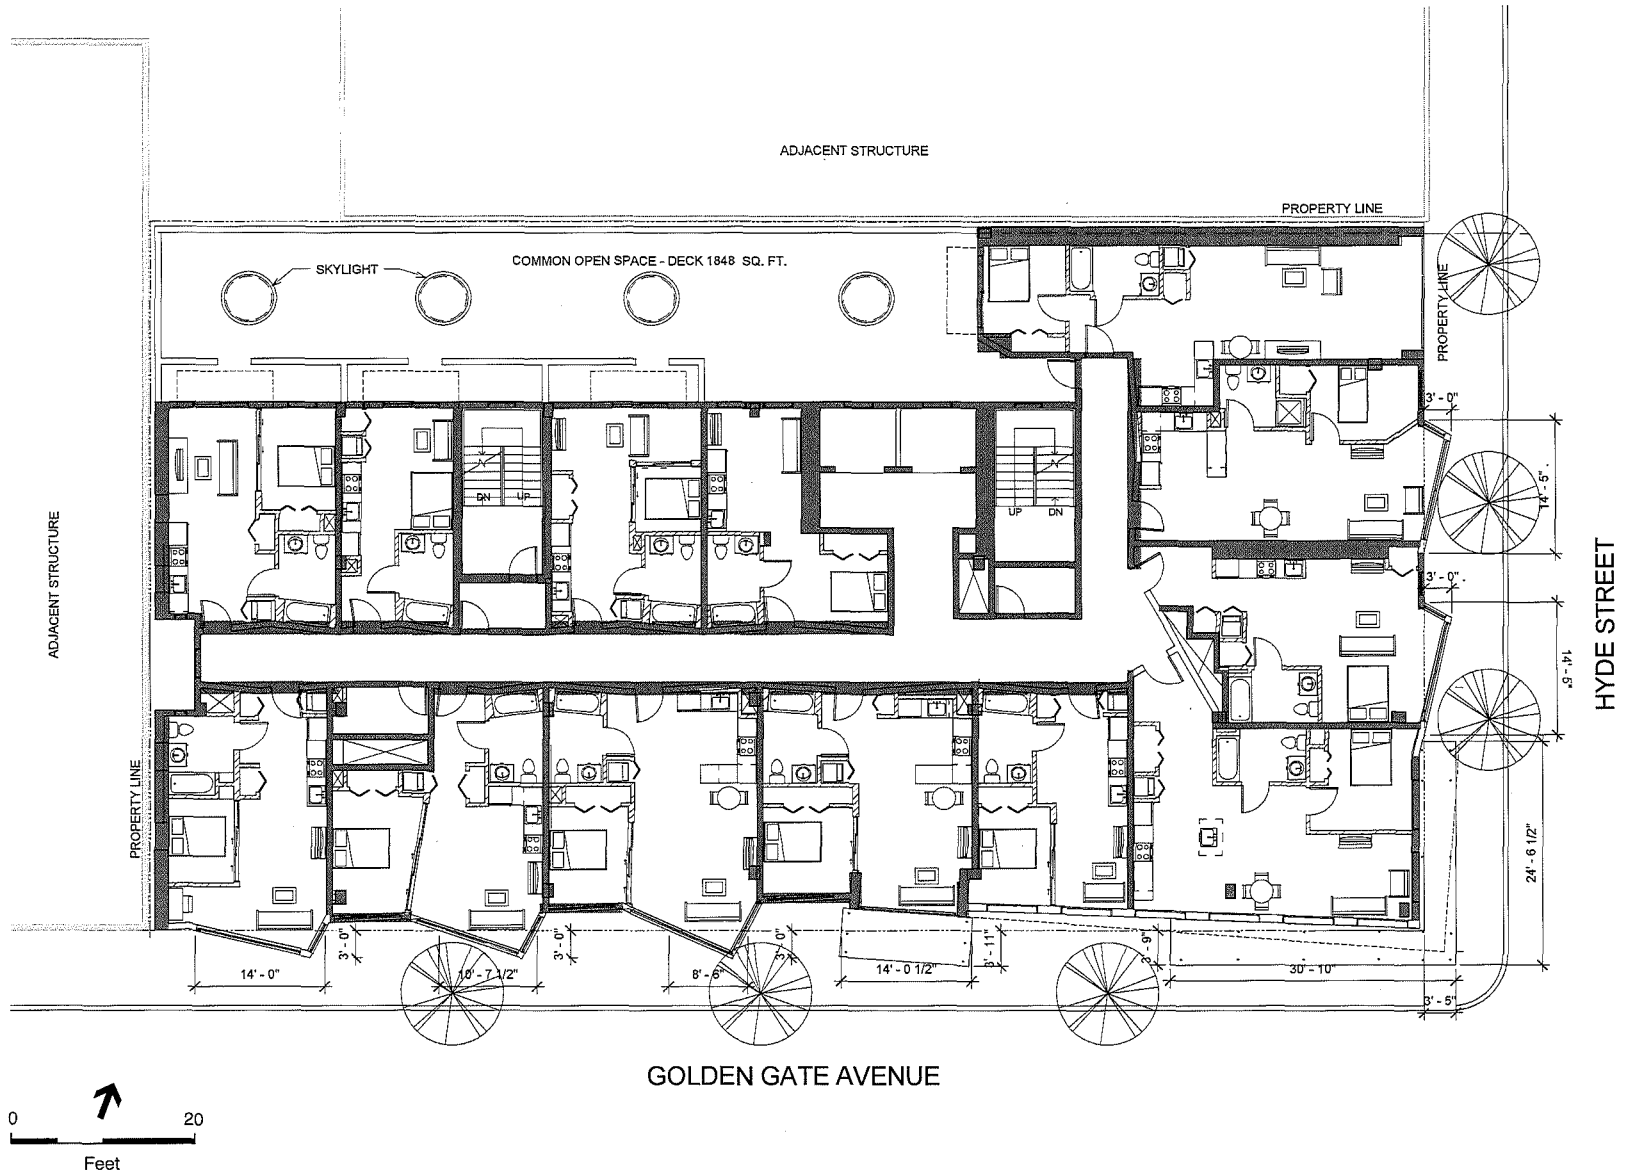 ADJACENT STRUCTURE
PROPERTY LINE
SKYLIGHT
COMMON OPEN SPACE - DECK 1848 SQ. FT.
PROPERTY LINE
3' - 0"
14' - 5"
DN UP
UP DN
ADJACENT STRUCTURE
HYDE STREET
3' - 0"
14' - 5"
PROPERTY LINE
24' - 6 1/2"
3' - 0"
3' - 0"
3' - 0"
3' - 9"
14' - 0"
10' - 7 1/2"
8' - 6"
14' - 0 1/2"
30' - 10"
3' - 5"
GOLDEN GATE AVENUE
0 20
Feet